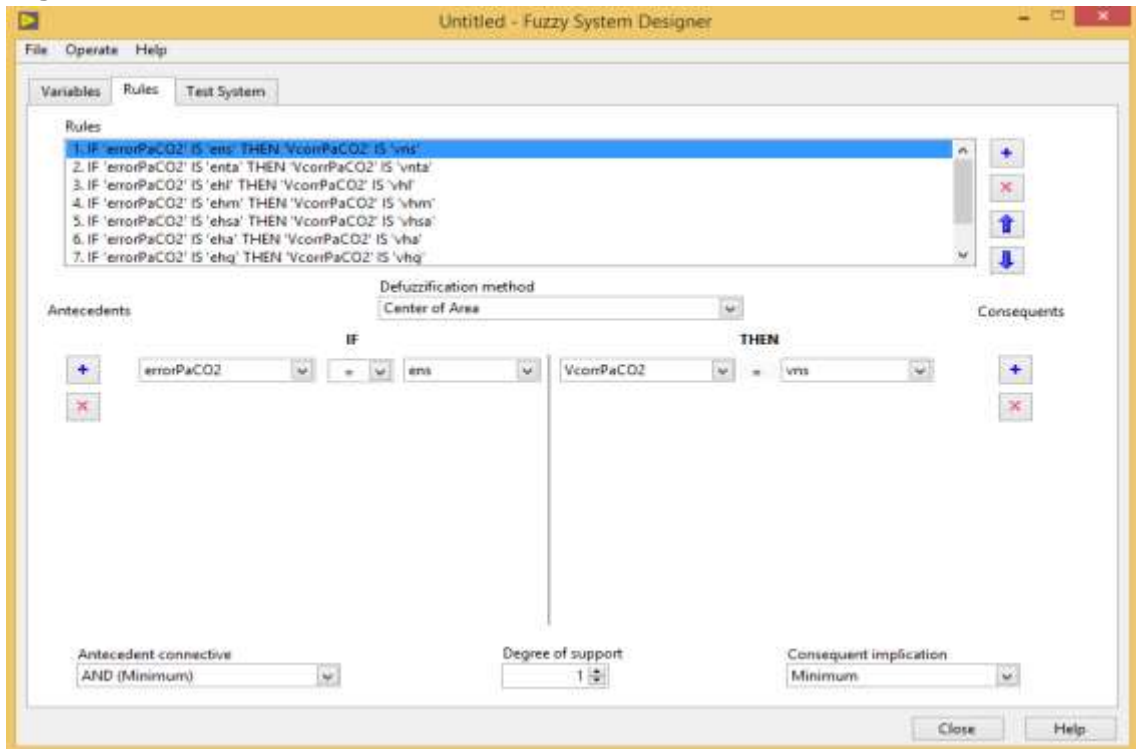 Untitled - Fuzzy System Designer
File Operate Help
Variables Rules Test System
Rules
1. IF 'errorPaCO2' IS 'ens' THEN 'VcorrPaCO2' IS 'vns'
2. IF 'errorPaCO2' IS 'enta' THEN 'VcorrPaCO2' IS 'vnta'
3. IF 'errorPaCO2' IS 'ehl' THEN 'VcorrPaCO2' IS 'vhl'
4. IF 'errorPaCO2' IS 'ehm' THEN 'VcorrPaCO2' IS 'vhm'
5. IF 'errorPaCO2' IS 'ehsa' THEN 'VcorrPaCO2' IS 'vhsa'
6. IF 'errorPaCO2' IS 'eha' THEN 'VcorrPaCO2' IS 'vha'
7. IF 'errorPaCO2' IS 'ehg' THEN 'VcorrPaCO2' IS 'vhg'
Defuzzification method
Center of Area
Antecedents Consequents
IF THEN
errorPaCO2 = ens VcorrPaCO2 = vns
Antecedent connective Degree of support Consequent implication
AND (Minimum) 1 Minimum
Close Help